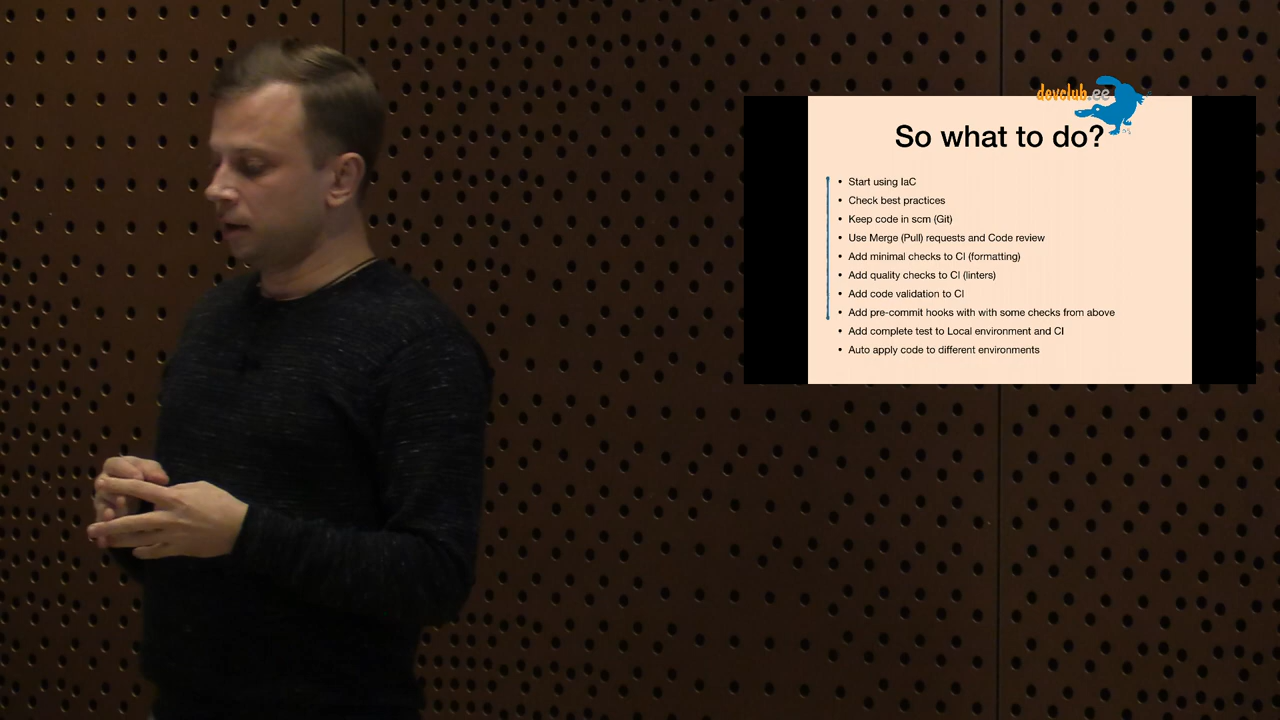 devclub.ee
So what to do?
• Start using IaC
• Check best practices
• Keep code in scm (Git)
• Use Merge (Pull) requests and Code review
• Add minimal checks to CI (formatting)
• Add quality checks to CI (linters)
• Add code validation to CI
• Add pre-commit hooks with with some checks from above
• Add complete test to Local environment and CI
• Auto apply code to different environments